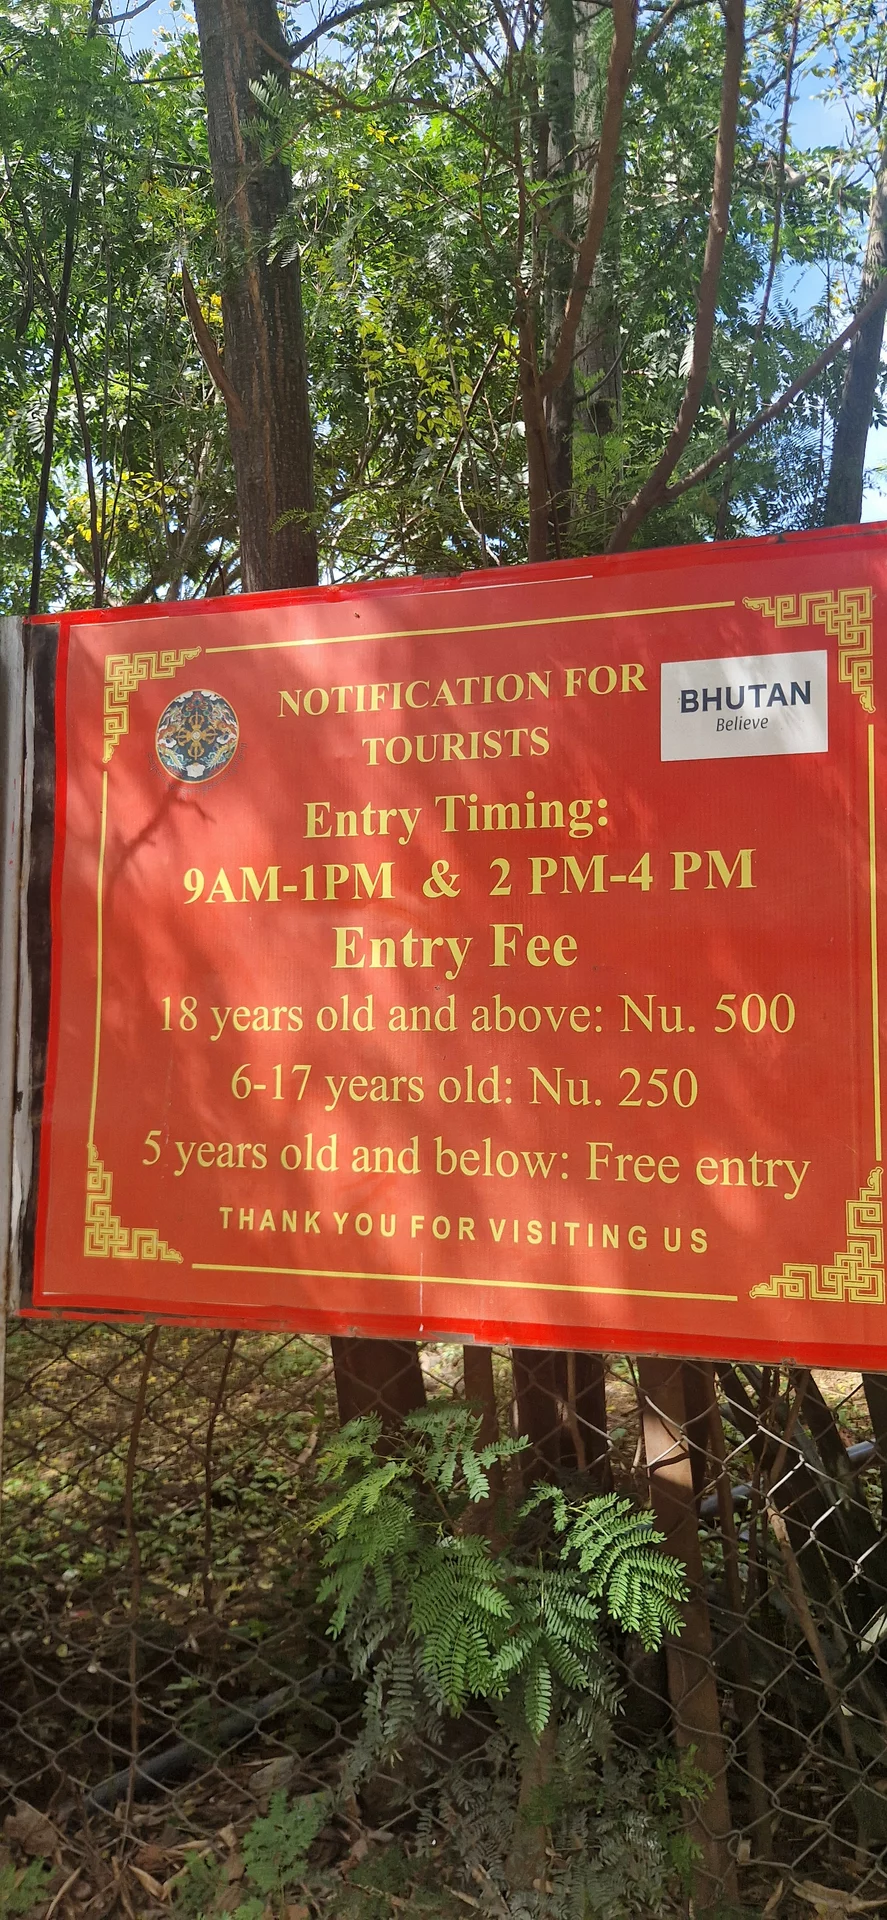 NOTIFICATION FOR
TOURISTS
BHUTAN
Believe
Entry Timing:
9AM-1PM & 2 PM-4 PM
Entry Fee
18 years old and above: Nu. 500
6-17 years old: Nu. 250
5 years old and below: Free entry
THANK YOU FOR VISITING US